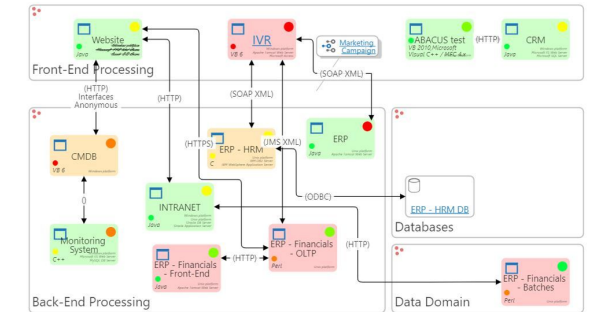 Website
Java
IVR
VB 6
Marketing
Campaign
ABACUS test
VB 2010,Microsoft
(HTTP)
CRM
Java
Front-End Processing
(HTTP)
Interfaces
Anonymous
(HTTP)
(SOAP XML)
(SOAP XML)
CMDB
VB 6
(HTTPS)
ERP - HRM
C
(JMS XML)
ERP
Java
()
INTRANET
Java
(ODBC)
ERP - HRM DB
Databases
Monitoring
System
C++
ERP - Financials
- Front-End
Java
(HTTP)
ERP - Financials
- OLTP
Perl
(HTTP)
ERP - Financials
- Batches
Perl
Back-End Processing
Data Domain